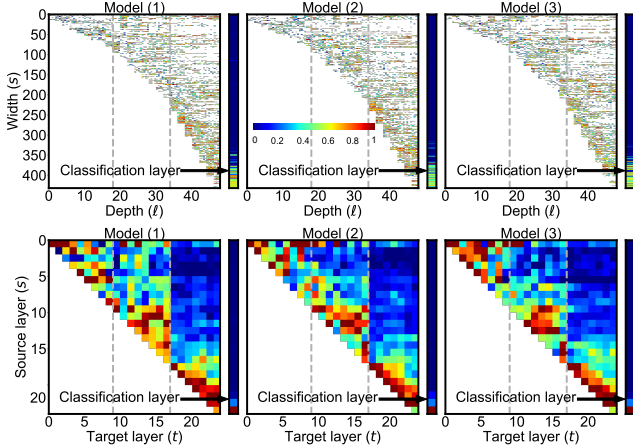 Model (1) Model (2) Model (3)
0
50
100
150
200
250
300
350
400
Width (s)
0 0.2 0.4 0.6 0.8 1
Classification layer Classification layer Classification layer
0 10 20 30 40 0 10 20 30 40 0 10 20 30 40
Depth (ℓ) Depth (ℓ) Depth (ℓ)
Model (1) Model (2) Model (3)
0
5
10
15
20
Source layer (s)
Classification layer Classification layer Classification layer
0 5 10 15 20 0 5 10 15 20 0 5 10 15 20
Target layer (t) Target layer (t) Target layer (t)